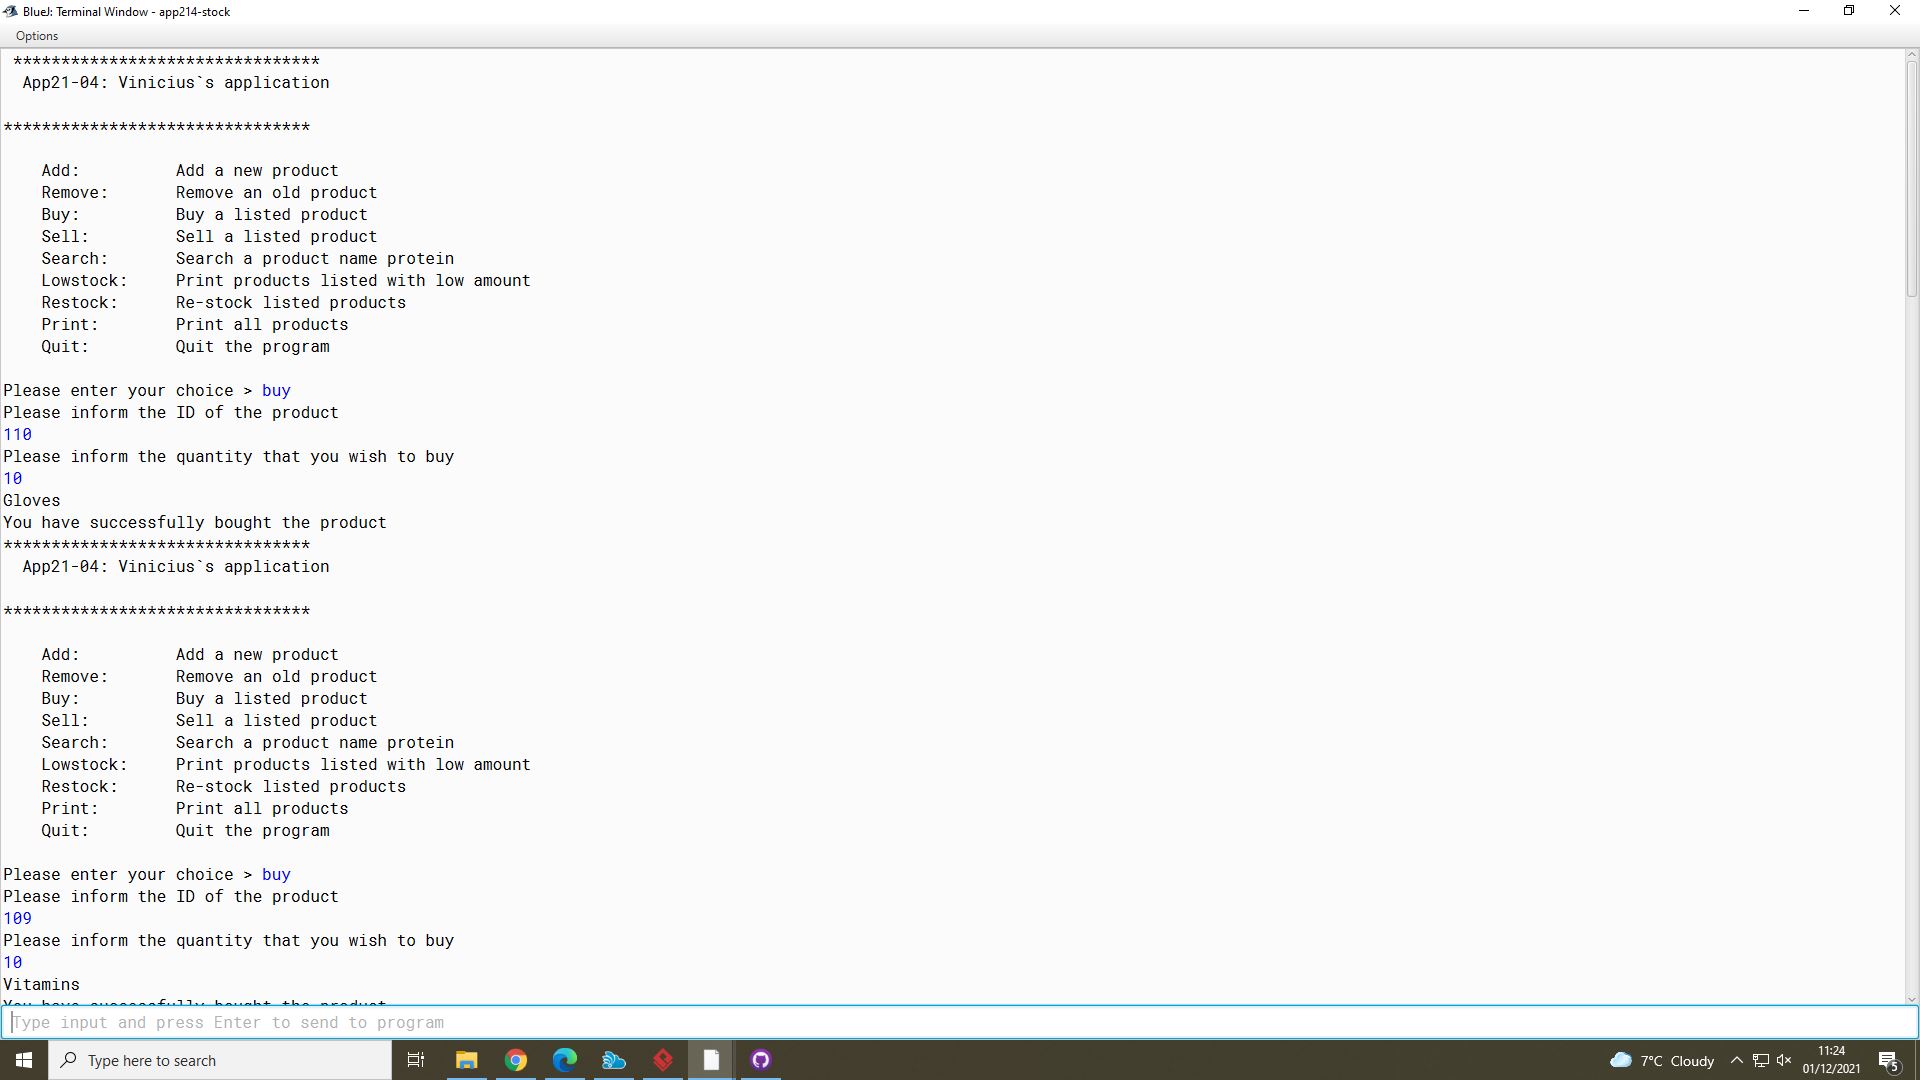 BlueJ: Terminal Window - app214-stock
Options
********************************
App21-04: Vinicius`s application
********************************
Add: Add a new product
Remove: Remove an old product
Buy: Buy a listed product
Sell: Sell a listed product
Search: Search a product name protein
Lowstock: Print products listed with low amount
Restock: Re-stock listed products
Print: Print all products
Quit: Quit the program
Please enter your choice > buy
Please inform the ID of the product
110
Please inform the quantity that you wish to buy
10
Gloves
You have successfully bought the product
********************************
App21-04: Vinicius`s application
********************************
Add: Add a new product
Remove: Remove an old product
Buy: Buy a listed product
Sell: Sell a listed product
Search: Search a product name protein
Lowstock: Print products listed with low amount
Restock: Re-stock listed products
Print: Print all products
Quit: Quit the program
Please enter your choice > buy
Please inform the ID of the product
109
Please inform the quantity that you wish to buy
10
Vitamins
You have successfully bought the product
Type input and press Enter to send to program
Type here to search
7°C Cloudy
11:24
01/12/2021
5